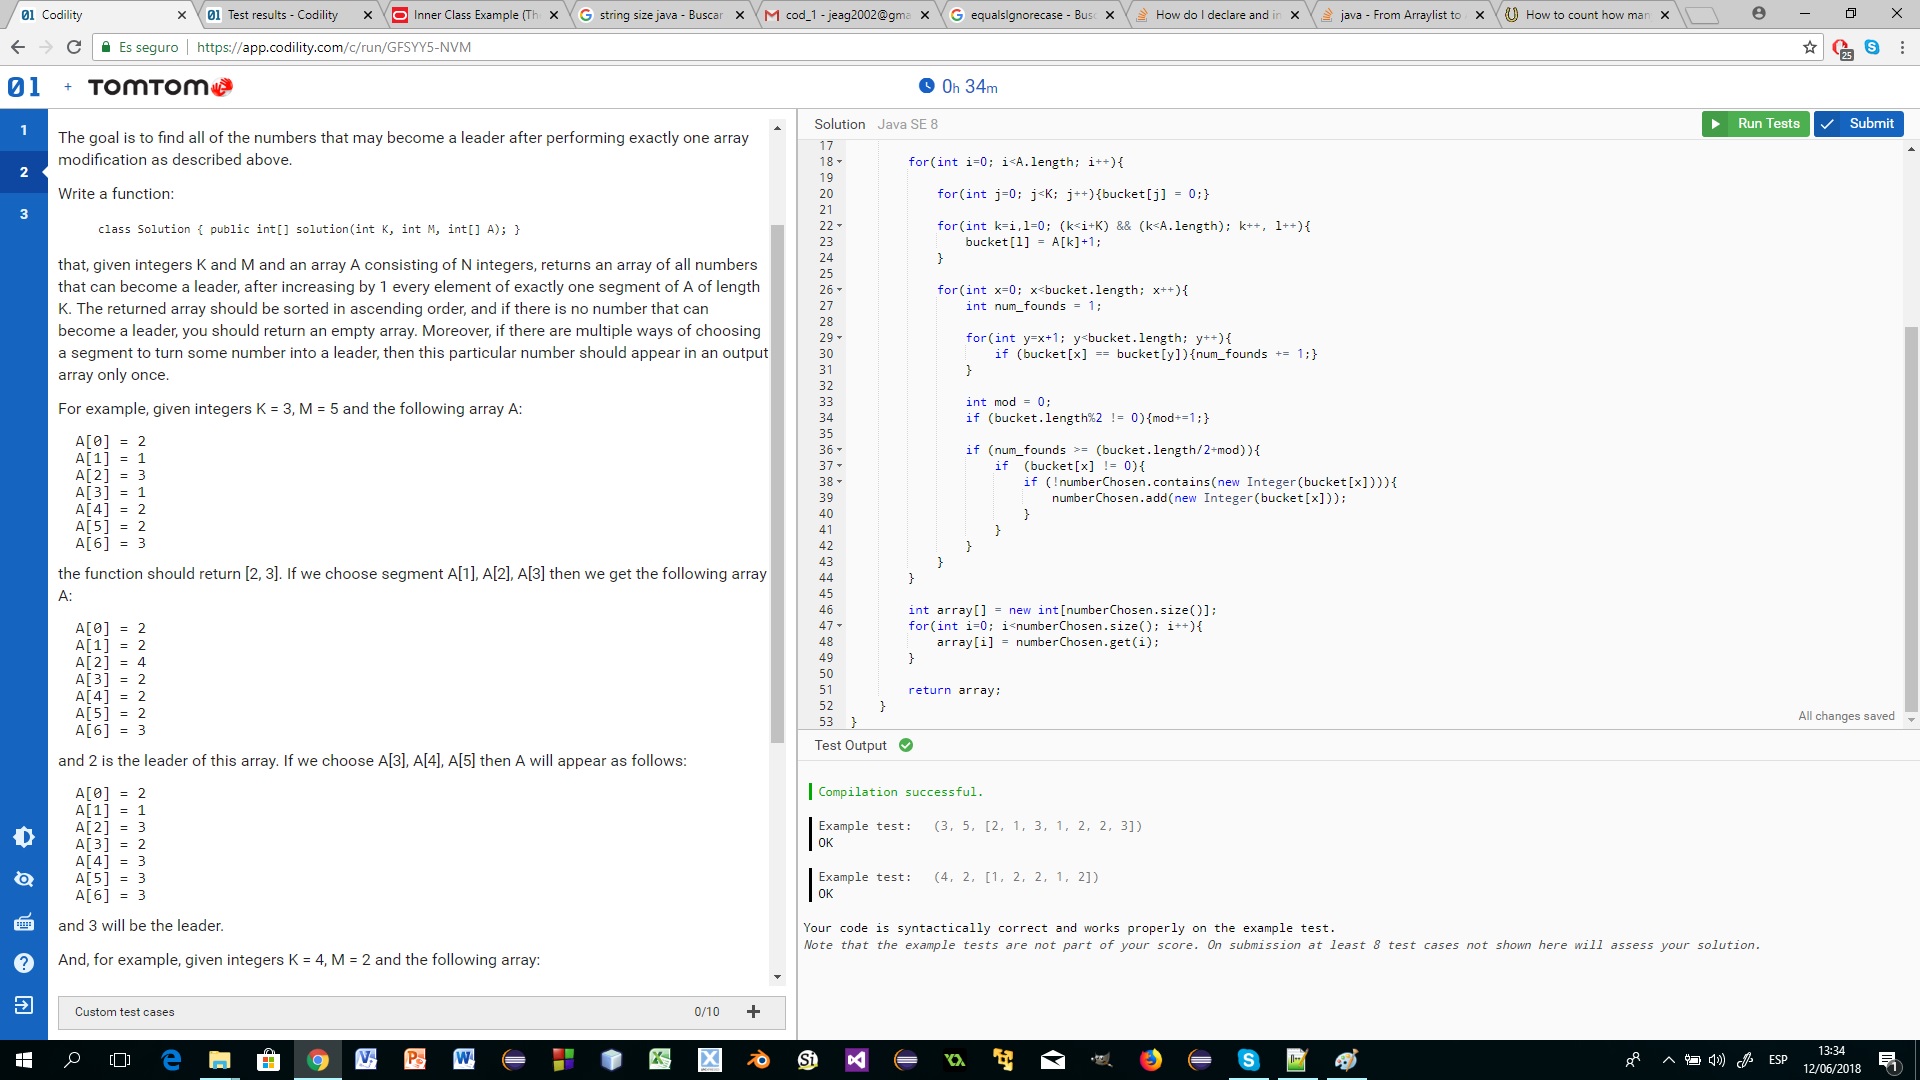 Codility
Test results - Codility
Inner Class Example (Th
string size java - Buscar
cod_1 - jeag2002@gma
equalsIgnorecase - Bus
How do I declare and in
java - From Arraylist to
How to count how man
Es seguro https://app.codility.com/c/run/GFSYY5-NVM
25
01 + TOMTOM
0h 34m
1
2
3
The goal is to find all of the numbers that may become a leader after performing exactly one array
modification as described above.
Write a function:
class Solution { public int[] solution(int K, int M, int[] A); }
that, given integers K and M and an array A consisting of N integers, returns an array of all numbers
that can become a leader, after increasing by 1 every element of exactly one segment of A of length
K. The returned array should be sorted in ascending order, and if there is no number that can
become a leader, you should return an empty array. Moreover, if there are multiple ways of choosing
a segment to turn some number into a leader, then this particular number should appear in an output
array only once.
For example, given integers K = 3, M = 5 and the following array A:
A[0] = 2
A[1] = 1
A[2] = 3
A[3] = 1
A[4] = 2
A[5] = 2
A[6] = 3
the function should return [2, 3]. If we choose segment A[1], A[2], A[3] then we get the following array
A:
A[0] = 2
A[1] = 2
A[2] = 4
A[3] = 2
A[4] = 2
A[5] = 2
A[6] = 3
and 2 is the leader of this array. If we choose A[3], A[4], A[5] then A will appear as follows:
A[0] = 2
A[1] = 1
A[2] = 3
A[3] = 2
A[4] = 3
A[5] = 3
A[6] = 3
and 3 will be the leader.
And, for example, given integers K = 4, M = 2 and the following array:
Custom test cases 0/10 +
Solution Java SE 8
Run Tests
Submit
17
18 for(int i=0; i<A.length; i++){
19
20 for(int j=0; j<K; j++){bucket[j] = 0;}
21
22 for(int k=i,l=0; (k<i+K) && (k<A.length); k++, l++){
23 bucket[l] = A[k]+1;
24 }
25
26 for(int x=0; x<bucket.length; x++){
27 int num_founds = 1;
28
29 for(int y=x+1; y<bucket.length; y++){
30 if (bucket[x] == bucket[y]){num_founds += 1;}
31 }
32
33 int mod = 0;
34 if (bucket.length%2 != 0){mod+=1;}
35
36 if (num_founds >= (bucket.length/2+mod)){
37 if (bucket[x] != 0){
38 if (!numberChosen.contains(new Integer(bucket[x]))){
39 numberChosen.add(new Integer(bucket[x]));
40 }
41 }
42 }
43 }
44 }
45
46 int array[] = new int[numberChosen.size()];
47 for(int i=0; i<numberChosen.size(); i++){
48 array[i] = numberChosen.get(i);
49 }
50
51 return array;
52 }
53 }
All changes saved
Test Output
Compilation successful.
Example test: (3, 5, [2, 1, 3, 1, 2, 2, 3])
OK
Example test: (4, 2, [1, 2, 2, 1, 2])
OK
Your code is syntactically correct and works properly on the example test.
Note that the example tests are not part of your score. On submission at least 8 test cases not shown here will assess your solution.
ESP
13:34
12/06/2018
1